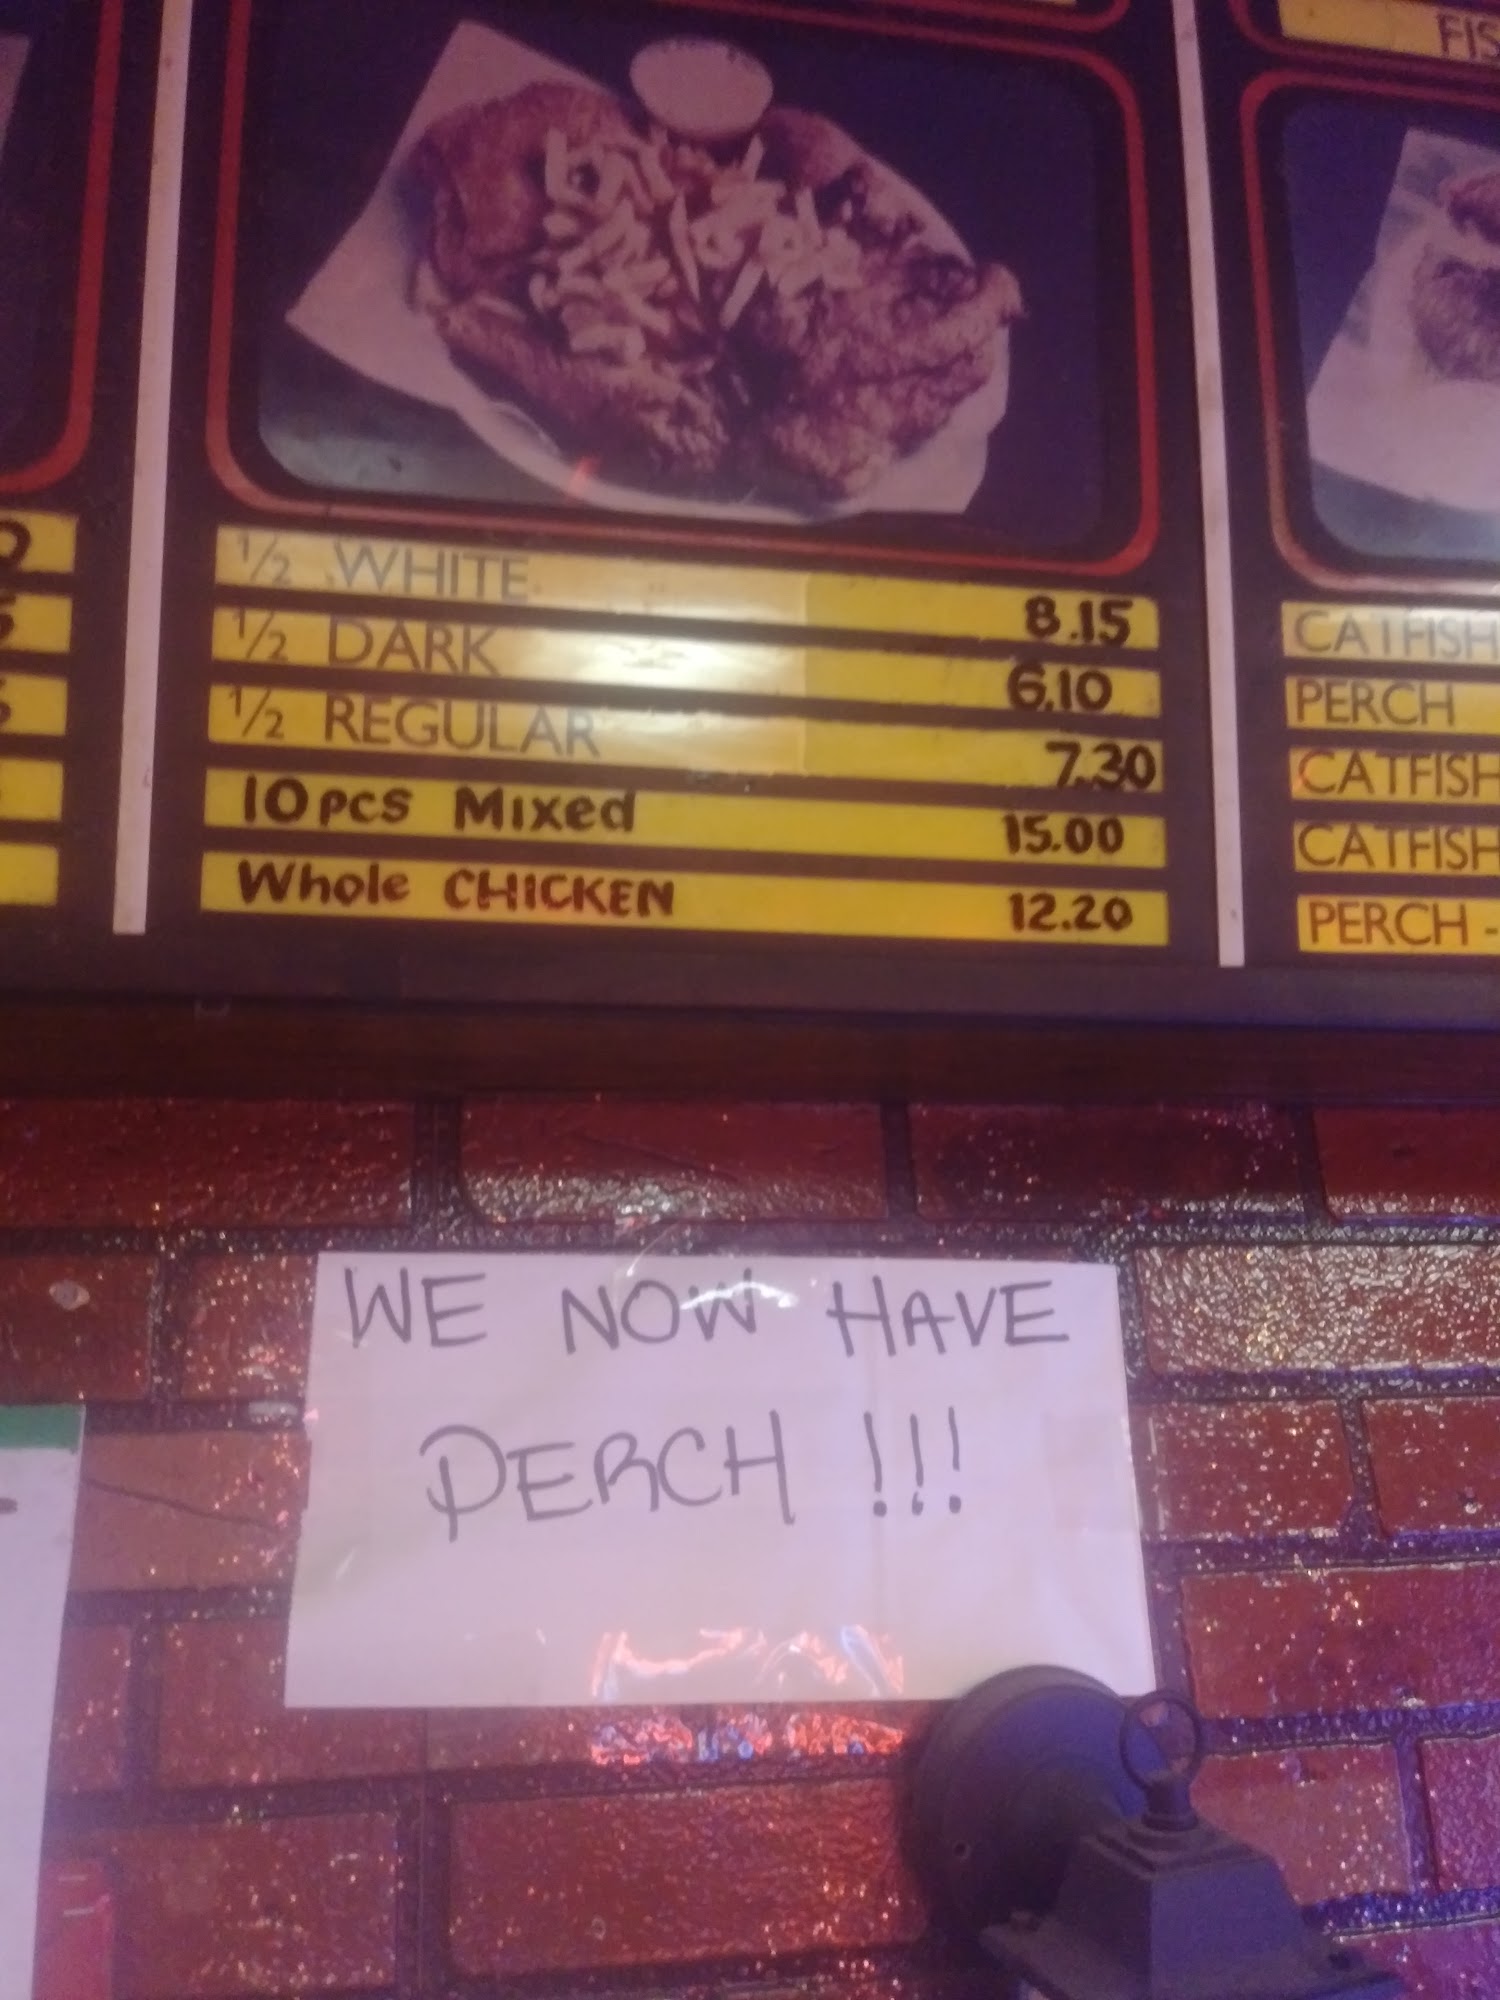 FIS
1/2 WHITE 8.15
1/2 DARK 6.10
1/2 REGULAR 7.30
10 pcs Mixed 15.00
Whole CHICKEN 12.20
CATFISH
PERCH
CATFISH
CATFISH
PERCH -
WE NOW HAVE
PERCH !!!